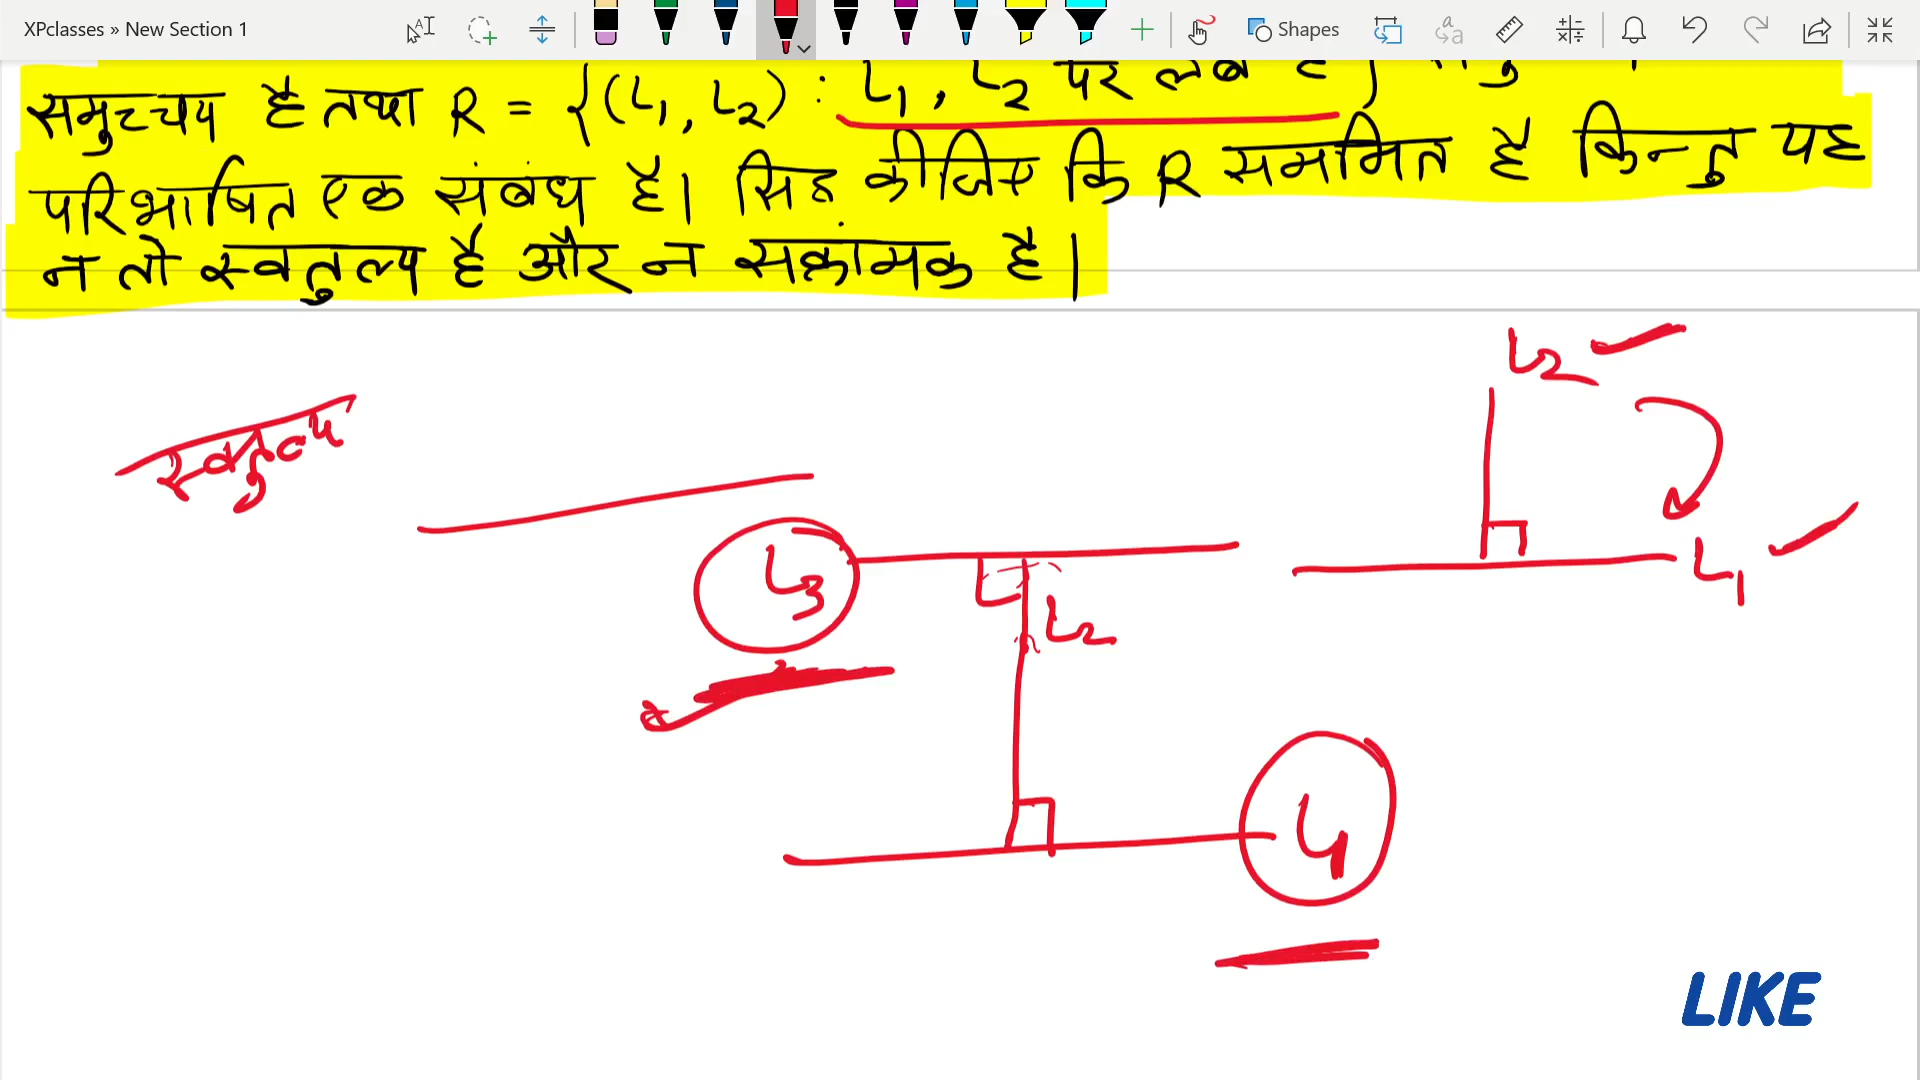 XPclasses » New Section 1
Shapes
समुच्चय है तथा R = {(L1, L2) : L1, L2 पर लंब है}
परिभाषित एक संबंध है। सिद्ध कीजिए कि R सममित है किन्तु यह
न तो स्वतुल्य है और न संक्रामक है।
L2
स्वतुल्य
L3
L2
L1
L1
LIKE